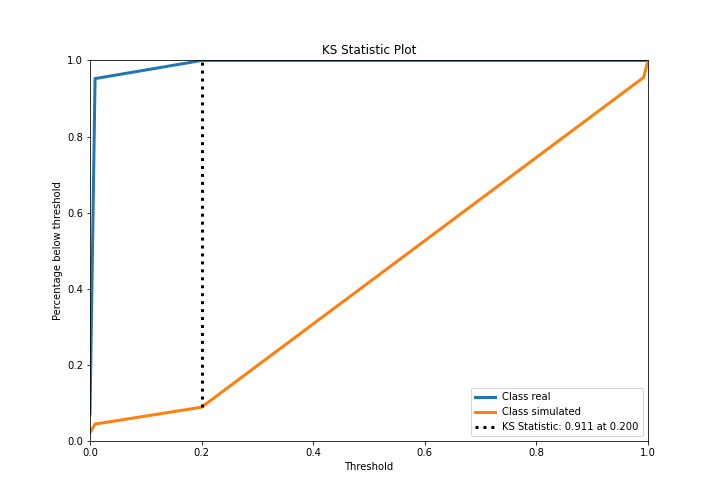 KS Statistic Plot
1.0
0.8
0.6
0.4
0.2
0.0
Percentage below threshold
0.0 0.2 0.4 0.6 0.8 1.0
Threshold
Class real
Class simulated
KS Statistic: 0.911 at 0.200